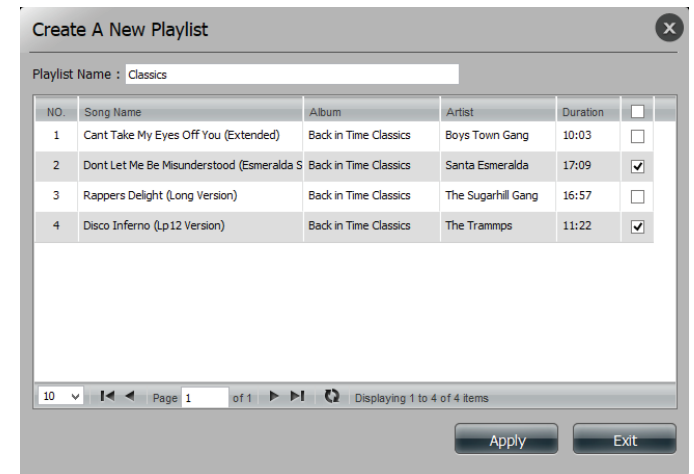 Create A New Playlist
Playlist Name : Classics
NO. Song Name Album Artist Duration
1 Cant Take My Eyes Off You (Extended) Back in Time Classics Boys Town Gang 10:03
2 Dont Let Me Be Misunderstood (Esmeralda S Back in Time Classics Santa Esmeralda 17:09
3 Rappers Delight (Long Version) Back in Time Classics The Sugarhill Gang 16:57
4 Disco Inferno (Lp12 Version) Back in Time Classics The Trammps 11:22
10 Page 1 of 1 Displaying 1 to 4 of 4 items
Apply Exit